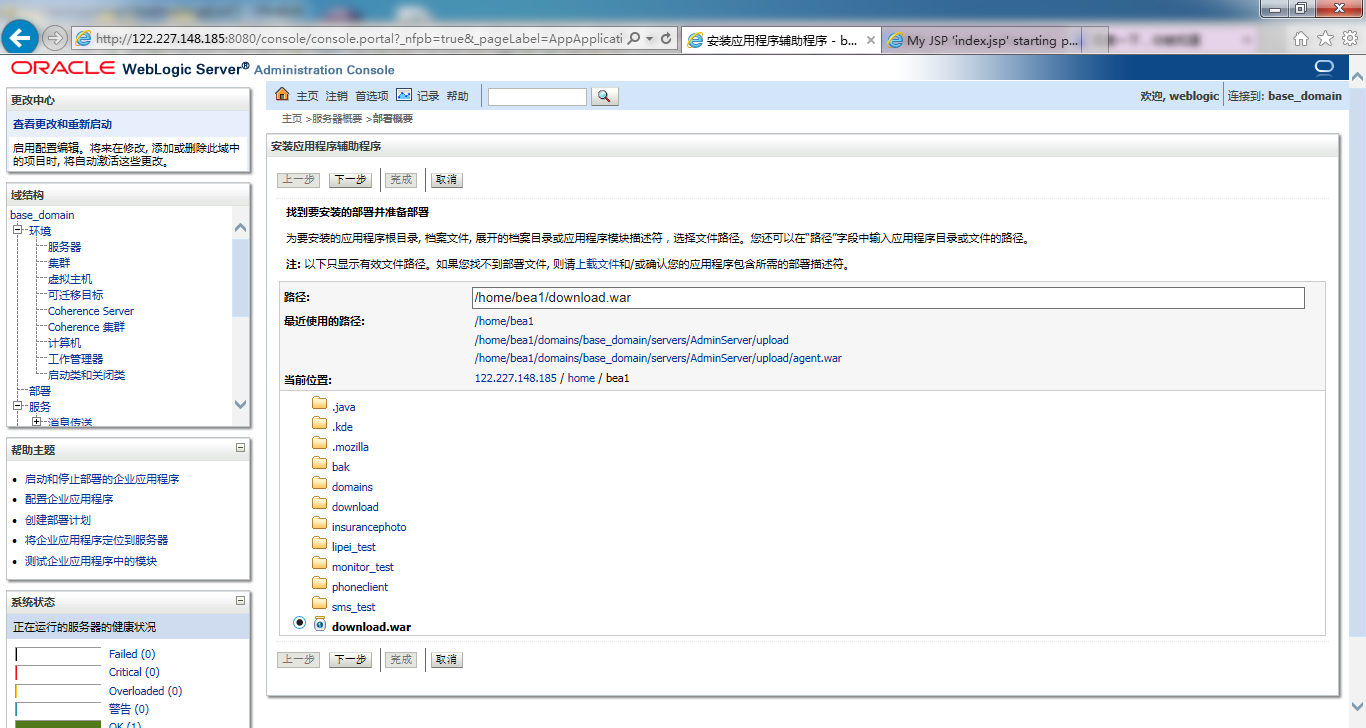 http://122.227.148.185:8080/console/console.portal?_nfpb=true&_pageLabel=AppApplicati
安装应用程序辅助程序 - b...
My JSP 'index.jsp' starting p...
ORACLE WebLogic Server® Administration Console
更改中心
查看更改和重新启动
启用配置编辑。将来在修改, 添加或删除此域中
的项目时, 将自动激活这些更改。
域结构
base_domain
环境
服务器
集群
虚拟主机
可迁移目标
Coherence Server
Coherence 集群
计算机
工作管理器
启动类和关闭类
部署
服务
消息传送
帮助主题
启动和停止部署的企业应用程序
配置企业应用程序
创建部署计划
将企业应用程序定位到服务器
测试企业应用程序中的模块
系统状态
正在运行的服务器的健康状况
Failed (0)
Critical (0)
Overloaded (0)
警告 (0)
OK (1)
主页 注销 首选项 记录 帮助
欢迎, weblogic 连接到: base_domain
主页 >服务器概要 >部署概要
安装应用程序辅助程序
上一步 下一步 完成 取消
找到要安装的部署并准备部署
为要安装的应用程序根目录, 档案文件, 展开的档案目录或应用程序模块描述符，选择文件路径。您还可以在"路径"字段中输入应用程序目录或文件的路径。
注: 以下只显示有效文件路径。如果您找不到部署文件, 则请上载文件和/或确认您的应用程序包含所需的部署描述符。
路径: /home/bea1/download.war
最近使用的路径: /home/bea1
/home/bea1/domains/base_domain/servers/AdminServer/upload
/home/bea1/domains/base_domain/servers/AdminServer/upload/agent.war
当前位置: 122.227.148.185 / home / bea1
.java
.kde
.mozilla
bak
domains
download
insurancephoto
lipei_test
monitor_test
phoneclient
sms_test
download.war
上一步 下一步 完成 取消